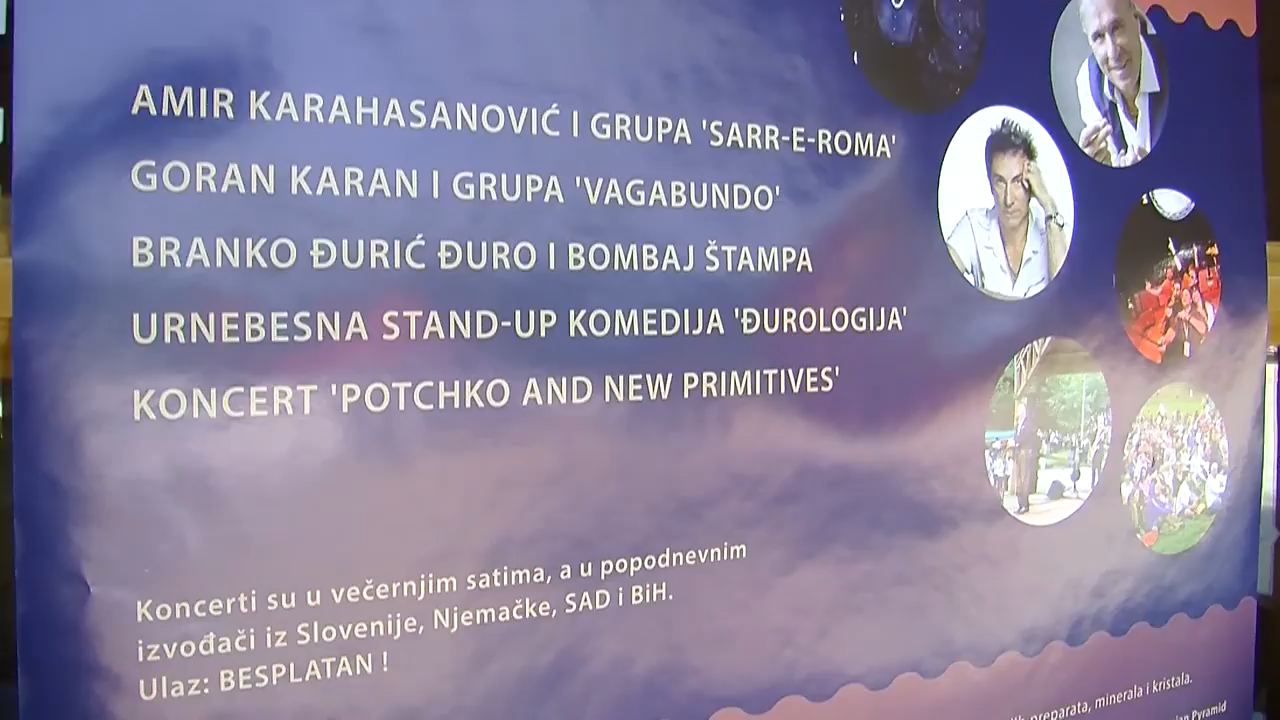 AMIR KARAHASANOVIĆ I GRUPA 'SARR-E-ROMA'
GORAN KARAN I GRUPA 'VAGABUNDO'
BRANKO ĐURIĆ ĐURO I BOMBAJ ŠTAMPA
URNEBESNA STAND-UP KOMEDIJA 'ĐUROLOGIJA'
KONCERT 'POTCHKO AND NEW PRIMITIVES'
Koncerti su u večernjim satima, a u popodnevnim
izvođači iz Slovenije, Njemačke, SAD i BiH.
Ulaz: BESPLATAN !
preparata, minerala i kristala.
Pyramid